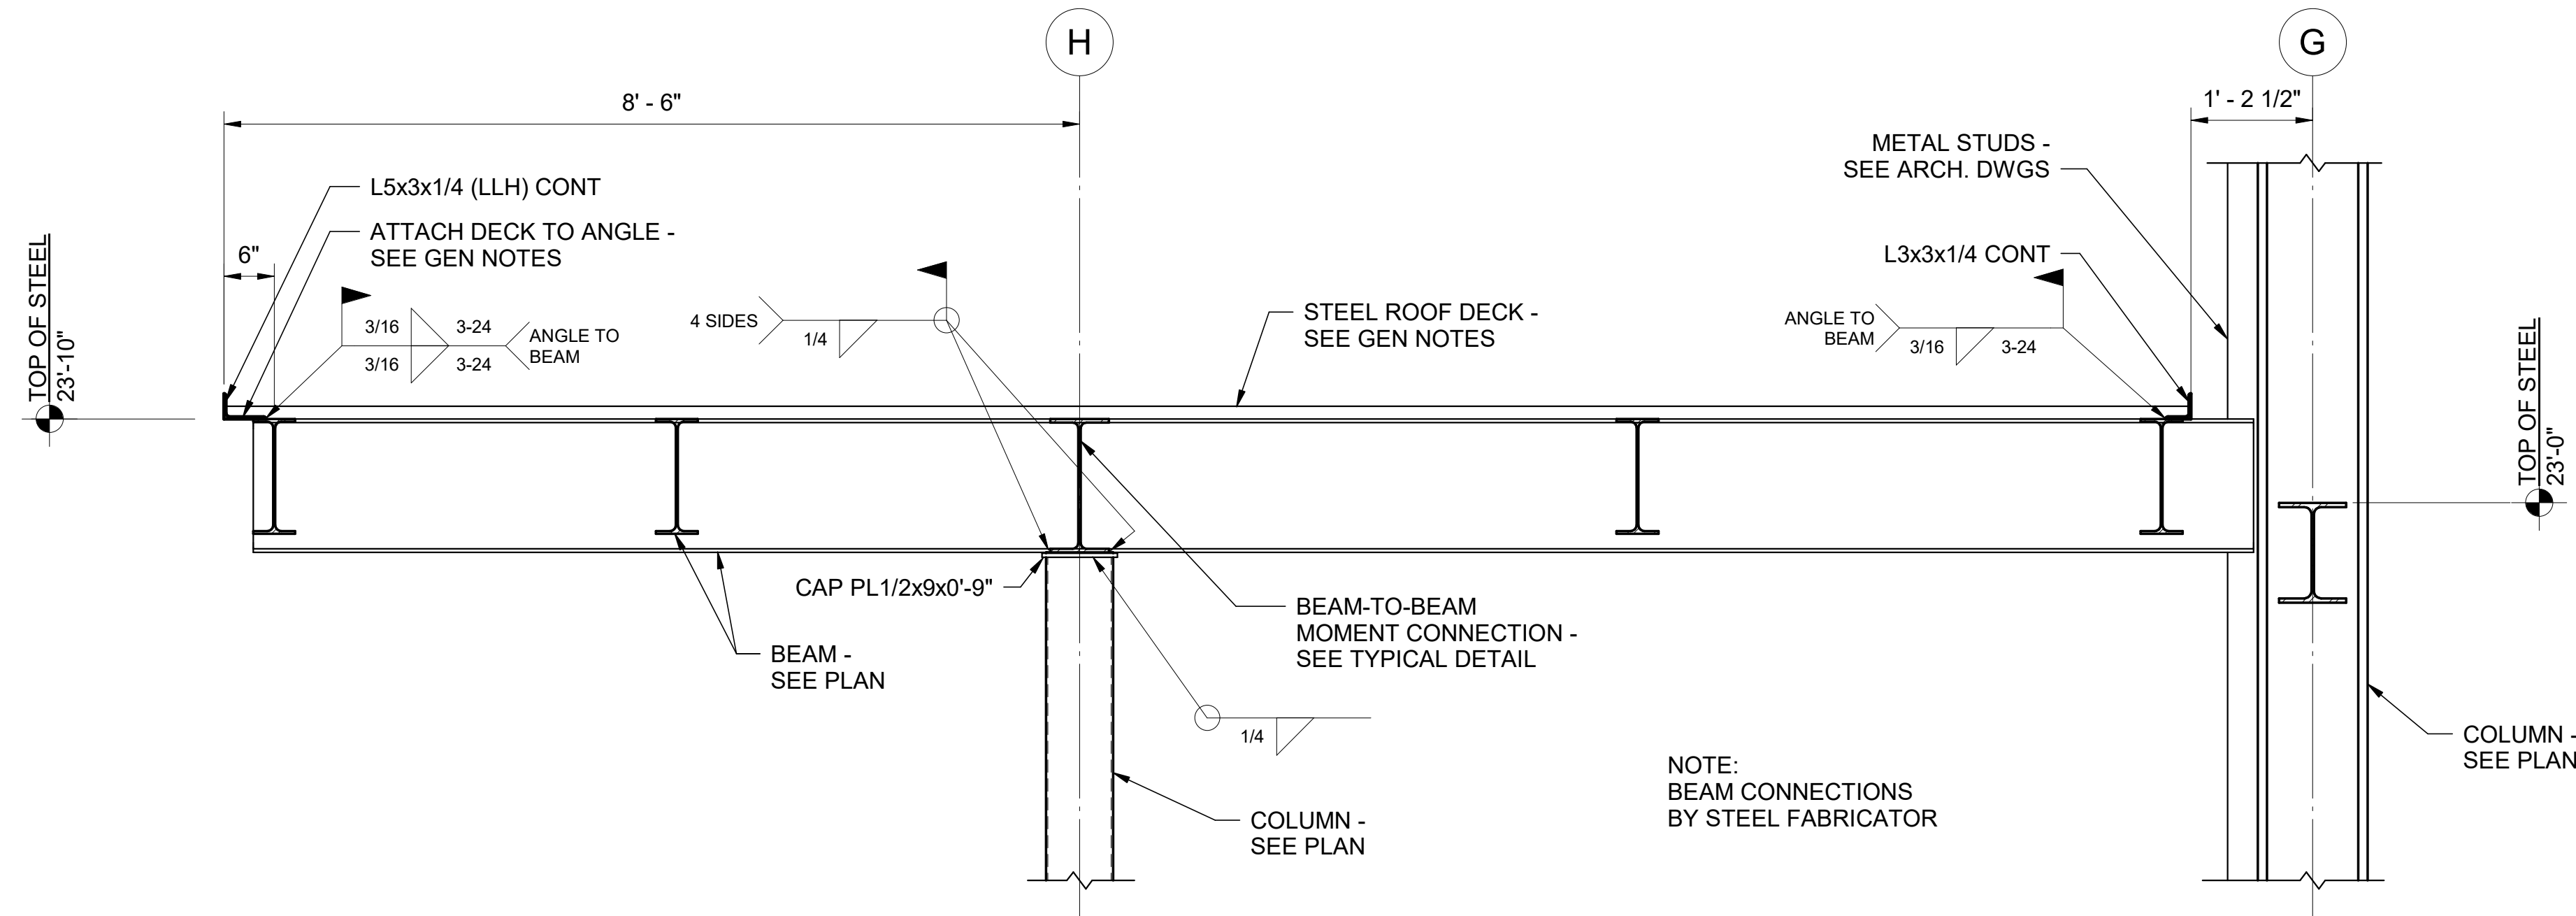 H
G
8' - 6"
1' - 2 1/2"
METAL STUDS -
SEE ARCH. DWGS
L5x3x1/4 (LLH) CONT
ATTACH DECK TO ANGLE -
SEE GEN NOTES
6"
L3x3x1/4 CONT
TOP OF STEEL
23'-10"
3/16
3-24
3/16
3-24
ANGLE TO
BEAM
4 SIDES
1/4
STEEL ROOF DECK -
SEE GEN NOTES
ANGLE TO
BEAM
3/16
3-24
TOP OF STEEL
23'-0"
CAP PL1/2x9x0'-9"
BEAM-TO-BEAM
MOMENT CONNECTION -
SEE TYPICAL DETAIL
BEAM -
SEE PLAN
1/4
COLUMN -
SEE PLAN
NOTE:
BEAM CONNECTIONS
BY STEEL FABRICATOR
COLUMN -
SEE PLAN